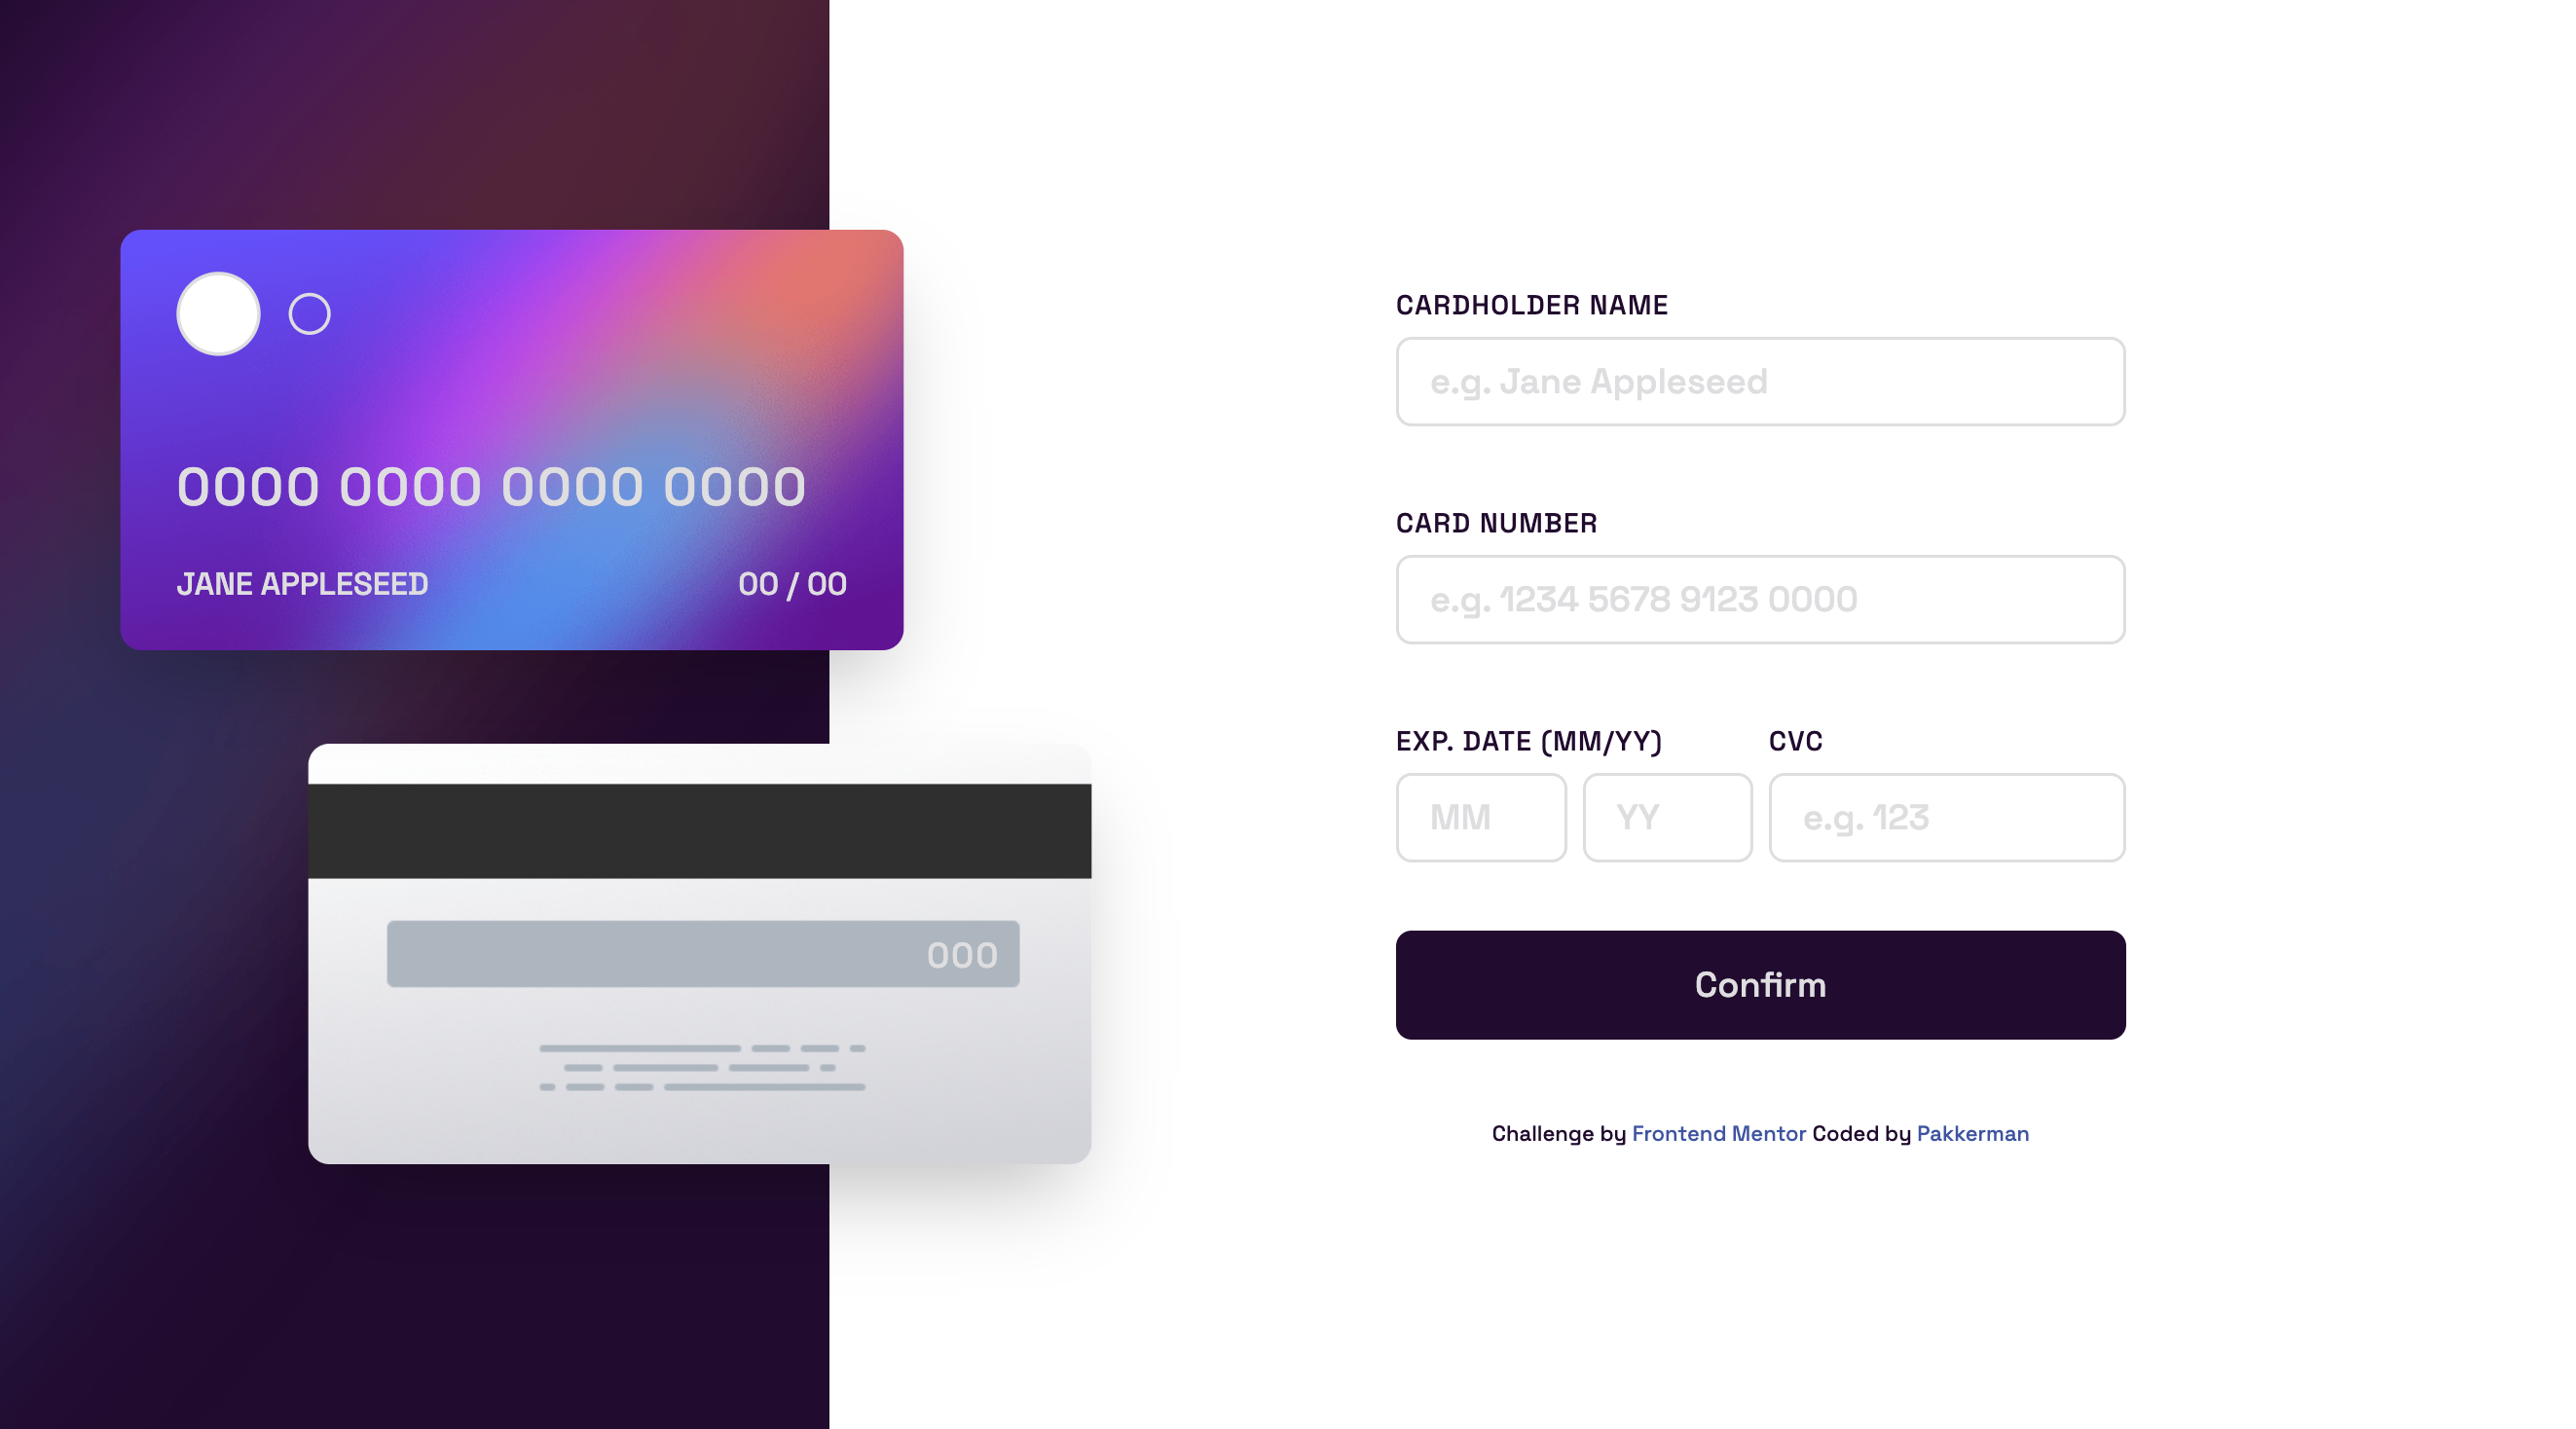 0000 0000 0000 0000
JANE APPLESEED 00 / 00
000
CARDHOLDER NAME
e.g. Jane Appleseed
CARD NUMBER
e.g. 1234 5678 9123 0000
EXP. DATE (MM/YY) CVC
MM YY e.g. 123
Confirm
Challenge by Frontend Mentor Coded by Pakkerman